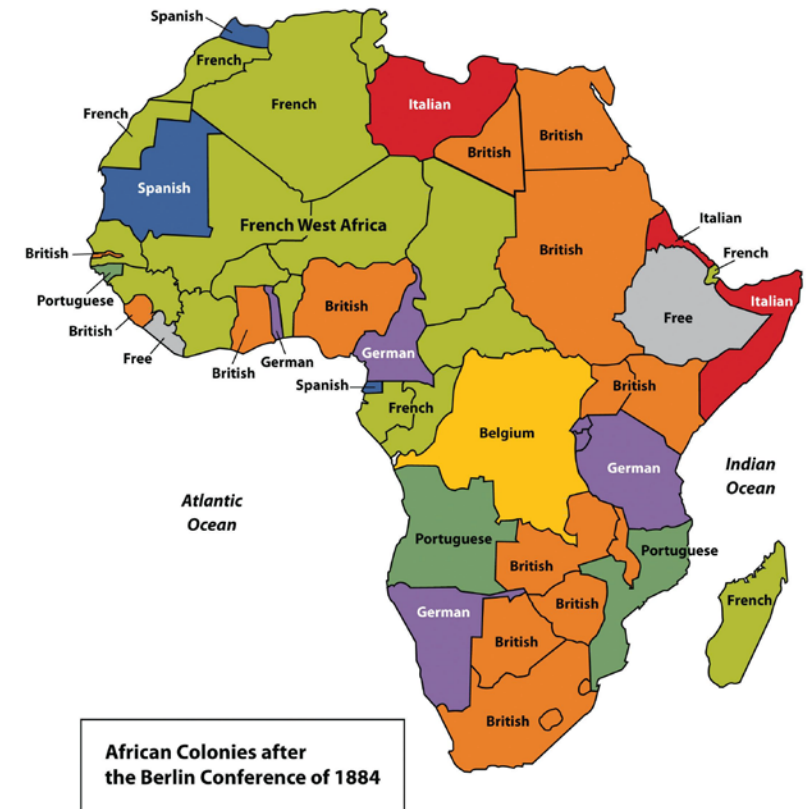 Spanish
French
French
French
Italian
British
British
Spanish
French West Africa
British
Italian
French
British
Portuguese
British
Free
British
German
British
German
Free
Italian
Spanish
French
British
Belgium
German
Indian
Ocean
Atlantic
Ocean
Portuguese
British
Portuguese
German
British
British
French
British
African Colonies after
the Berlin Conference of 1884